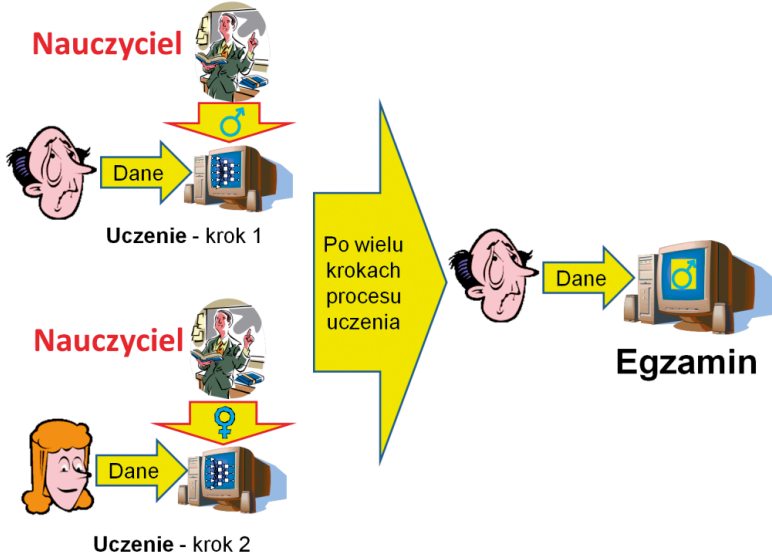 Nauczyciel
Dane
Uczenie - krok 1
Nauczyciel
Dane
Uczenie - krok 2
Po wielu
krokach
procesu
uczenia
Dane
Egzamin